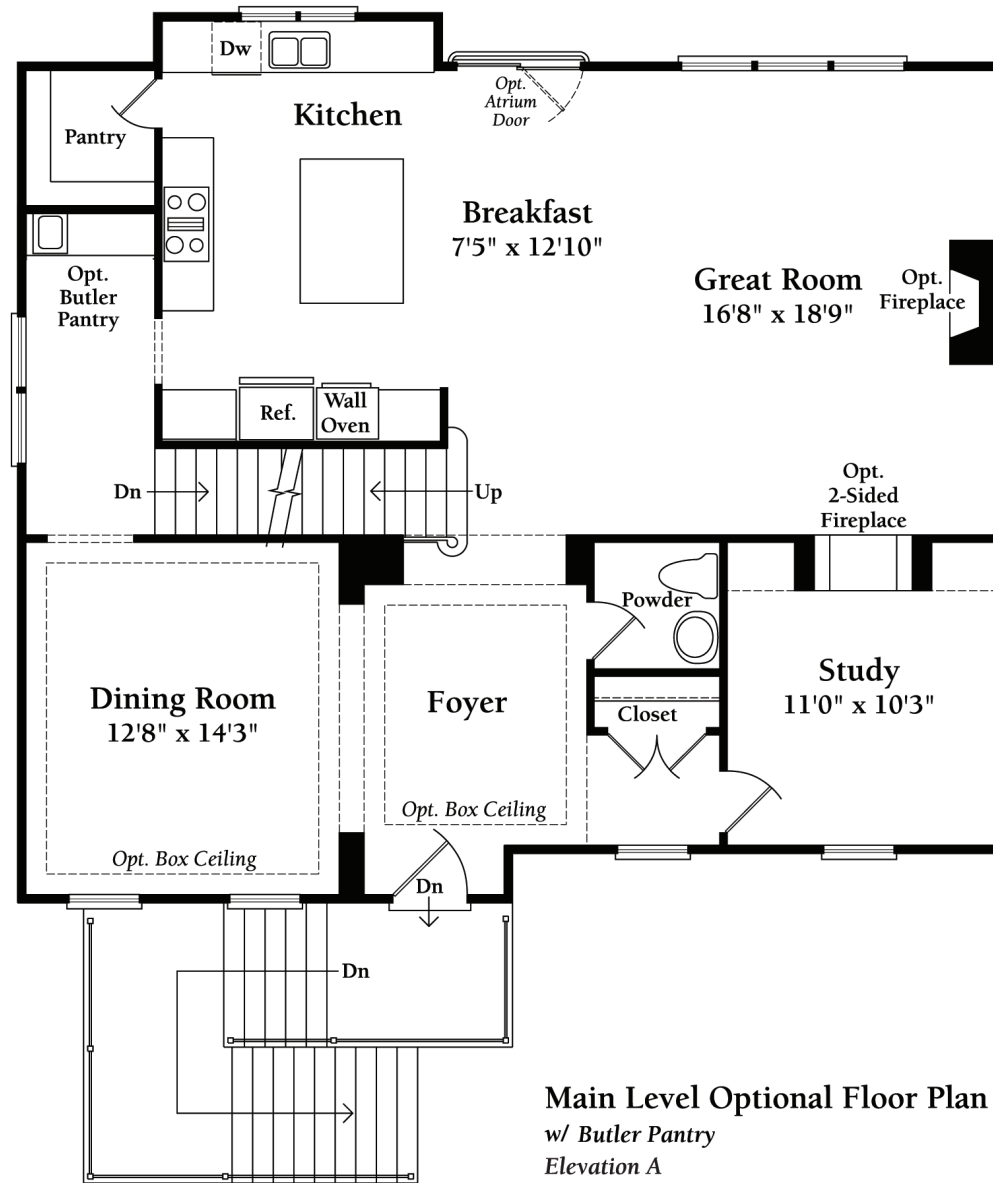 Dw
Opt.
Atrium
Door
Kitchen
Pantry
Breakfast
7'5" x 12'10"
Great Room
16'8" x 18'9"
Opt.
Fireplace
Opt.
Butler
Pantry
Ref.
Wall
Oven
Dn
Up
Opt.
2-Sided
Fireplace
Powder
Dining Room
12'8" x 14'3"
Foyer
Closet
Study
11'0" x 10'3"
Opt. Box Ceiling
Opt. Box Ceiling
Dn
Dn
Main Level Optional Floor Plan
w/ Butler Pantry
Elevation A